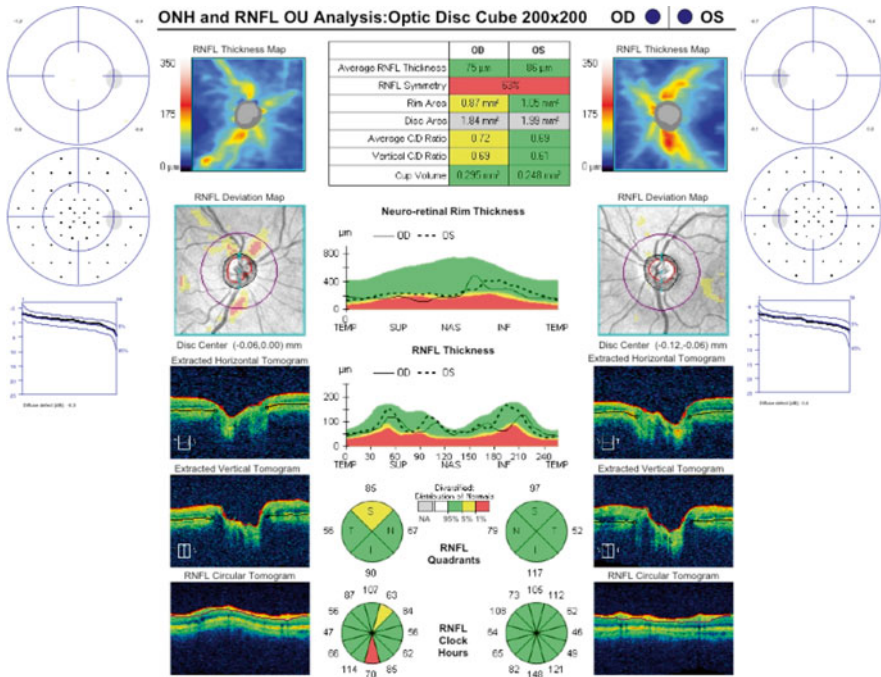 ONH and RNFL OU Analysis:Optic Disc Cube 200x200 OD OS
RNFL Thickness Map
350
175
0 µm
OD OS
Average RNFL Thickness 75 µm 86 µm
RNFL Symmetry 63%
Rim Area 0.87 mm² 1.05 mm²
Disc Area 1.84 mm² 1.99 mm²
Average C/D Ratio 0.72 0.69
Vertical C/D Ratio 0.69 0.61
Cup Volume 0.295 mm³ 0.248 mm³
RNFL Thickness Map
350
175
0 µm
RNFL Deviation Map
Disc Center (-0.06,0.00) mm
Neuro-retinal Rim Thickness
µm
OD OS
800
400
0
TEMP SUP NAS INF TEMP
RNFL Deviation Map
Disc Center (-0.12,-0.06) mm
Extracted Horizontal Tomogram
RNFL Thickness
µm
OD OS
200
100
0
0 30 60 90 120 150 180 210 240
TEMP SUP NAS INF TEMP
Extracted Horizontal Tomogram
Extracted Vertical Tomogram
85
S
56 T N 67
I
90
Diversified:
Distribution of Normals
NA 95% 5% 1%
RNFL
Quadrants
97
S
79 N T 52
I
117
Extracted Vertical Tomogram
RNFL Circular Tomogram
107
87 63
56 84
47 56
66 62
114 85
70
RNFL
Clock
Hours
105
73 112
108 52
64 46
65 49
82 121
148
RNFL Circular Tomogram